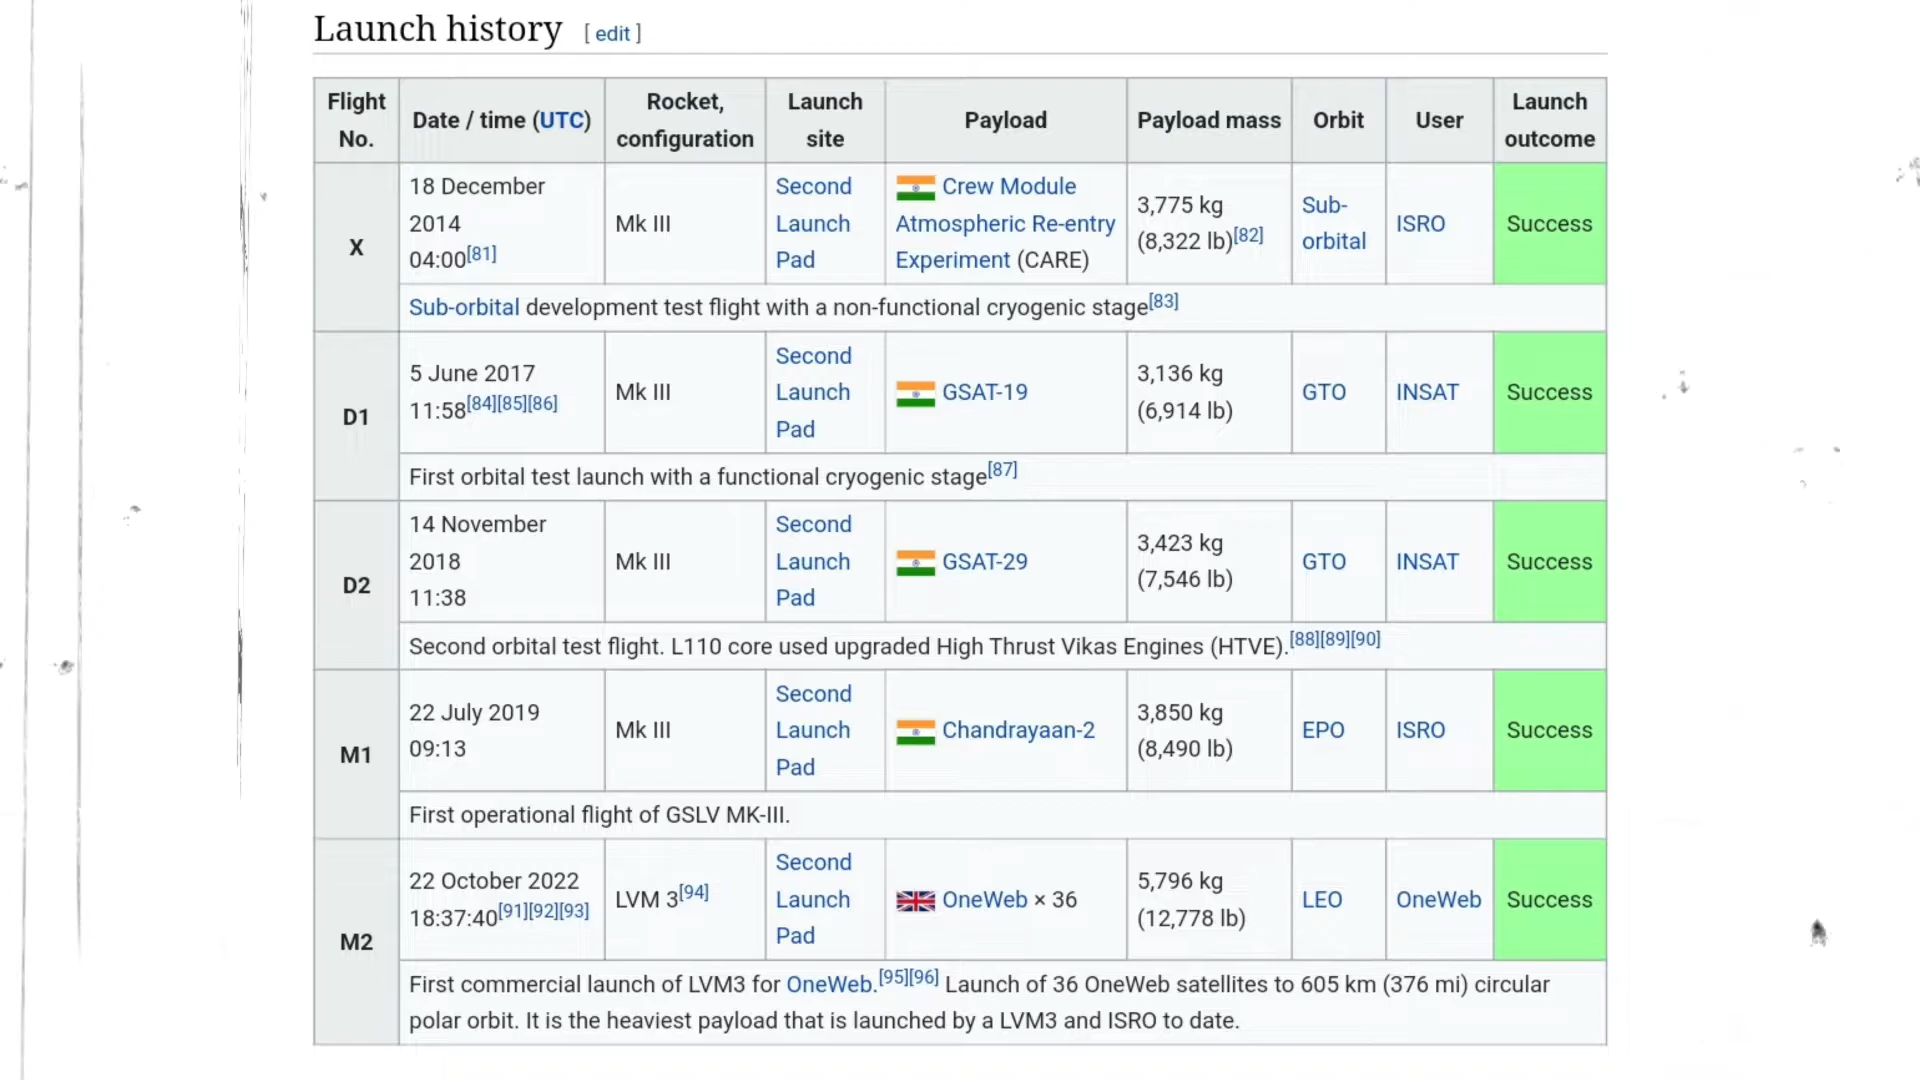 Launch history [ edit ]
Flight No. Date / time (UTC) Rocket, configuration Launch site Payload Payload mass Orbit User Launch outcome
X
18 December 2014 04:00[81] Mk III Second Launch Pad Crew Module Atmospheric Re-entry Experiment (CARE) 3,775 kg (8,322 lb)[82] Sub-orbital ISRO Success
Sub-orbital development test flight with a non-functional cryogenic stage[83]
D1
5 June 2017 11:58[84][85][86] Mk III Second Launch Pad GSAT-19 3,136 kg (6,914 lb) GTO INSAT Success
First orbital test launch with a functional cryogenic stage[87]
D2
14 November 2018 11:38 Mk III Second Launch Pad GSAT-29 3,423 kg (7,546 lb) GTO INSAT Success
Second orbital test flight. L110 core used upgraded High Thrust Vikas Engines (HTVE).[88][89][90]
M1
22 July 2019 09:13 Mk III Second Launch Pad Chandrayaan-2 3,850 kg (8,490 lb) EPO ISRO Success
First operational flight of GSLV MK-III.
M2
22 October 2022 18:37:40[91][92][93] LVM 3[94] Second Launch Pad OneWeb × 36 5,796 kg (12,778 lb) LEO OneWeb Success
First commercial launch of LVM3 for OneWeb.[95][96] Launch of 36 OneWeb satellites to 605 km (376 mi) circular
polar orbit. It is the heaviest payload that is launched by a LVM3 and ISRO to date.